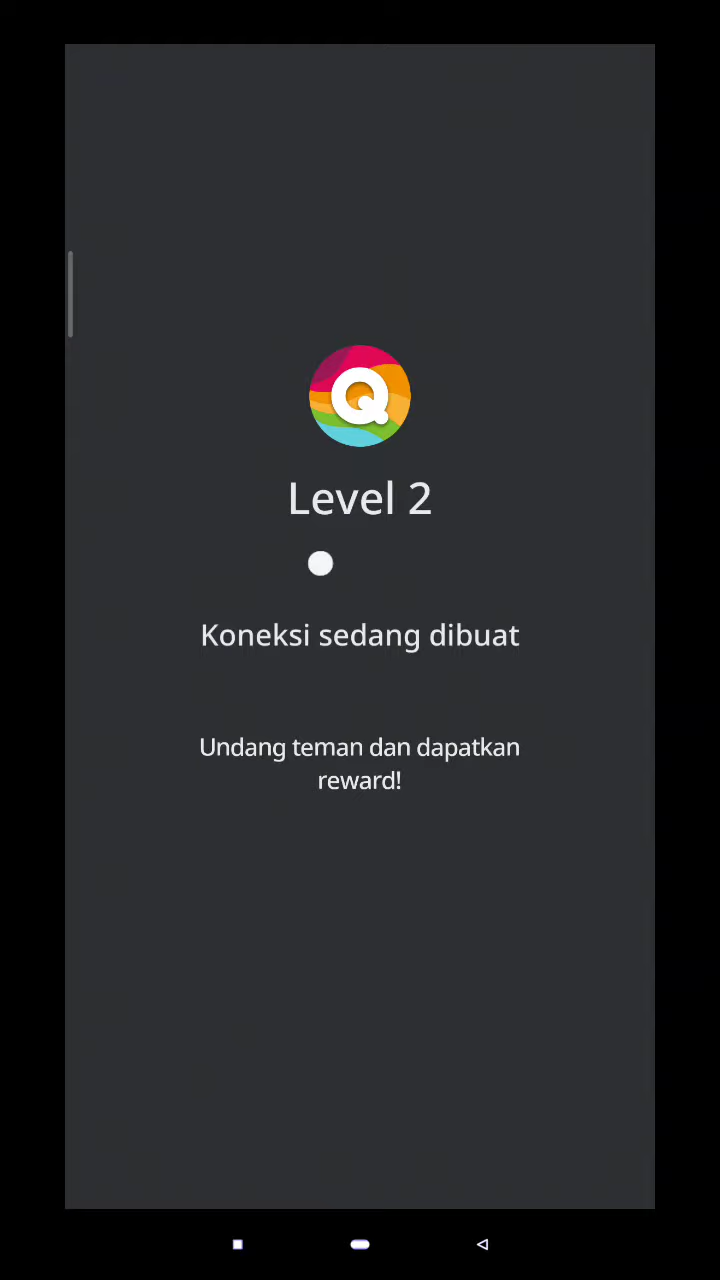 Q
Level 2
Koneksi sedang dibuat
Undang teman dan dapatkan
reward!